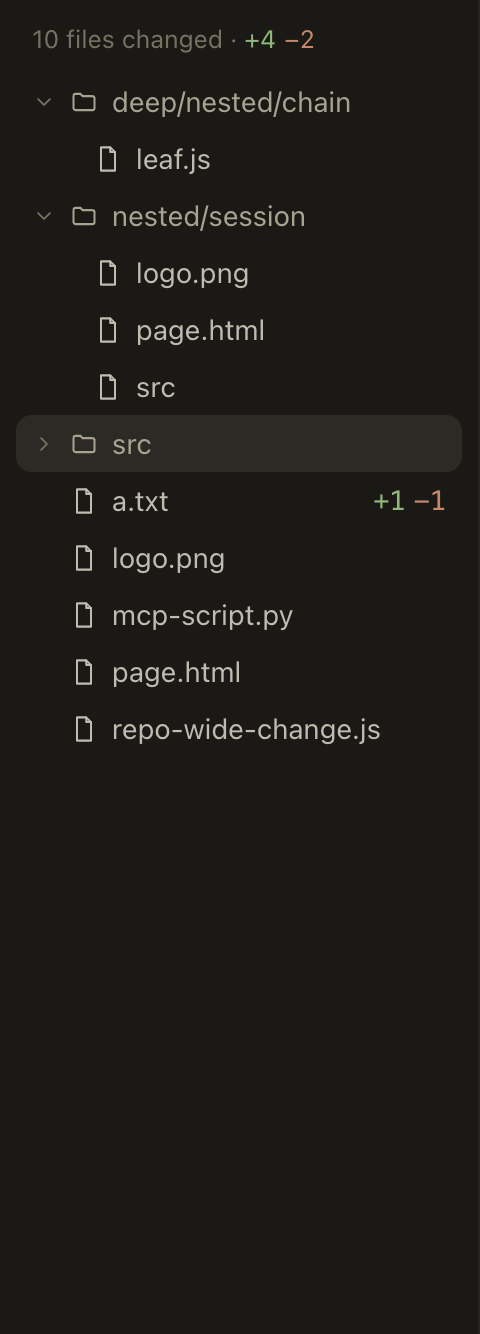 10 files changed · +4 −2
deep/nested/chain
leaf.js
nested/session
logo.png
page.html
src
src
a.txt +1 −1
logo.png
mcp-script.py
page.html
repo-wide-change.js